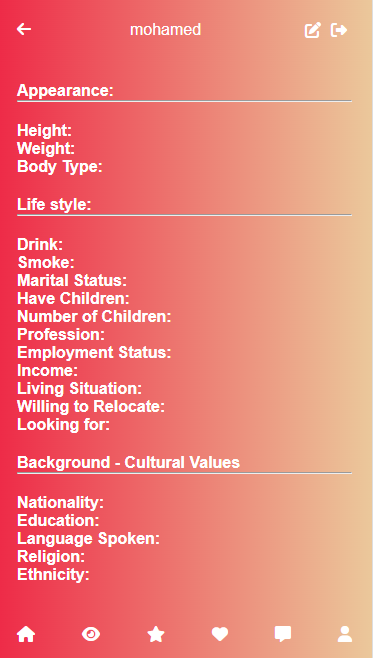 mohamed
Appearance:
Height:
Weight:
Body Type:
Life style:
Drink:
Smoke:
Marital Status:
Have Children:
Number of Children:
Profession:
Employment Status:
Income:
Living Situation:
Willing to Relocate:
Looking for:
Background - Cultural Values
Nationality:
Education:
Language Spoken:
Religion:
Ethnicity: